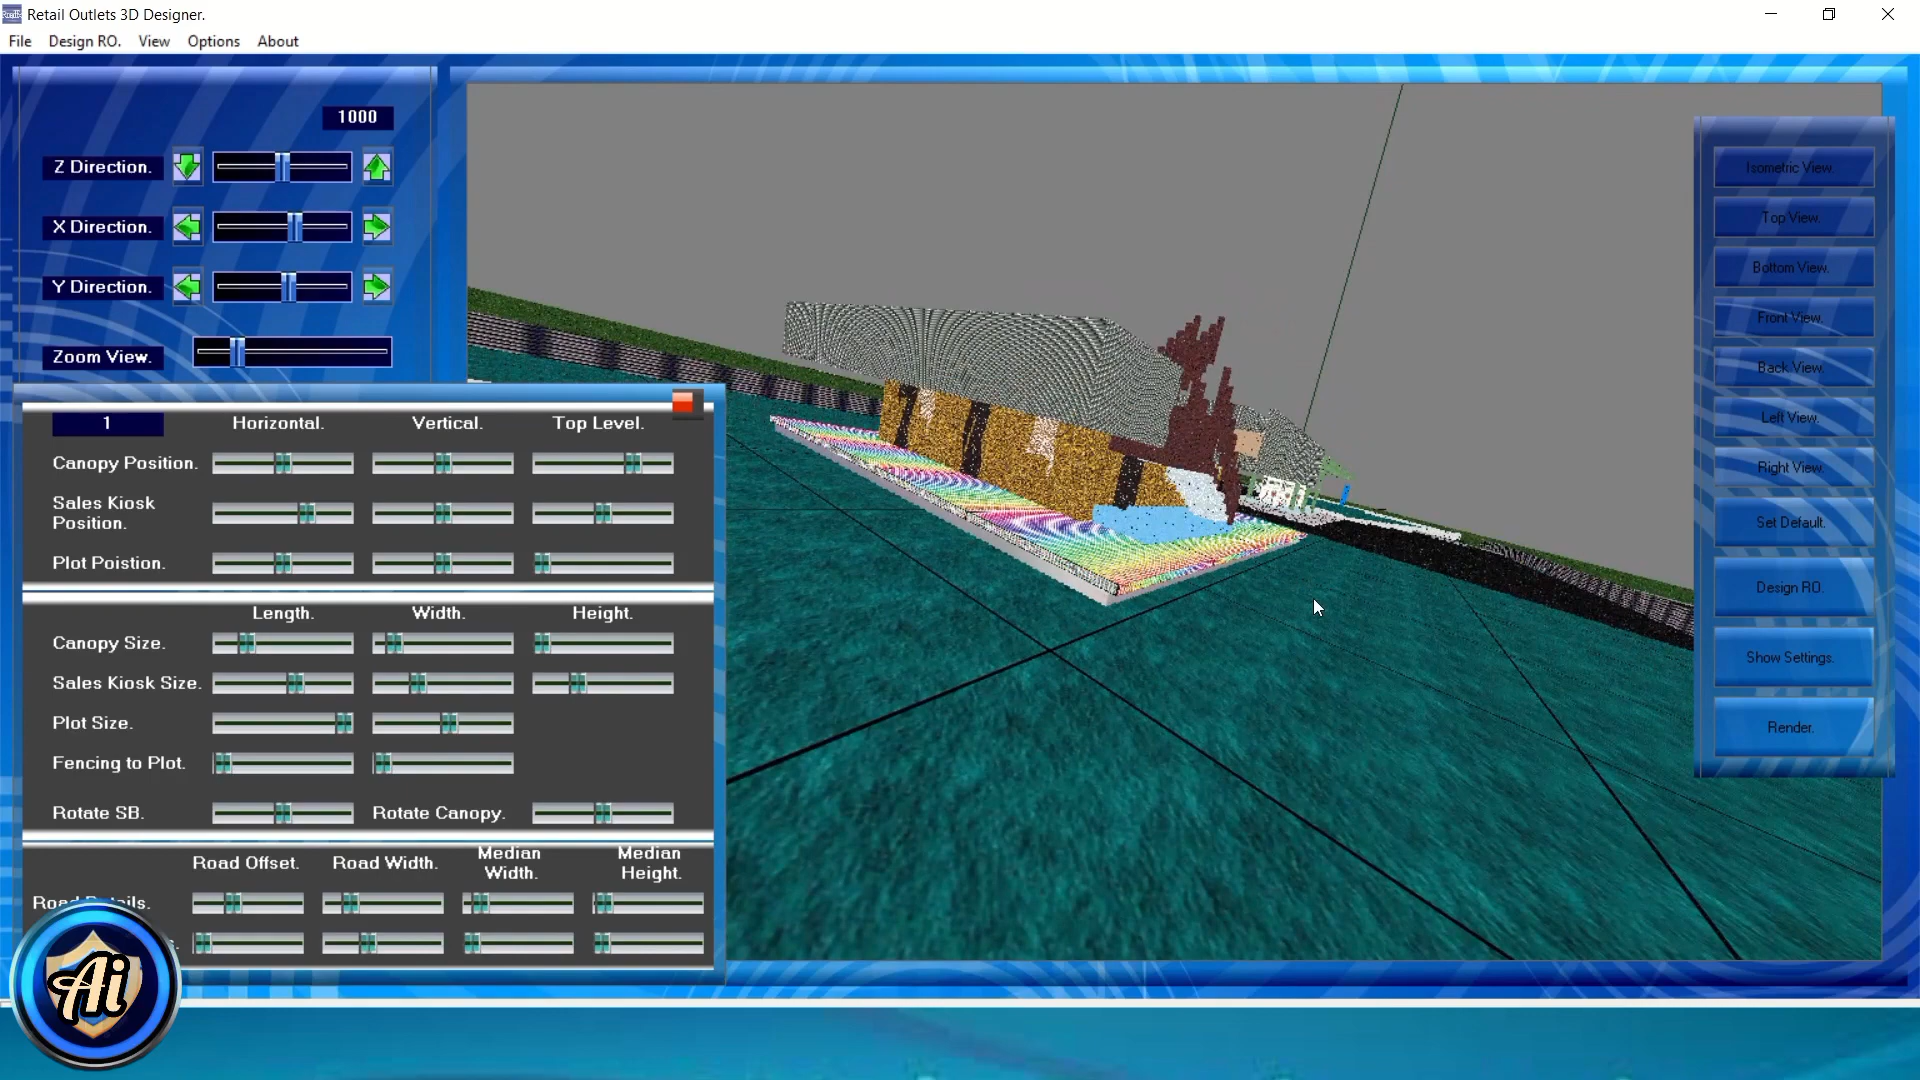 Retail Outlets 3D Designer.
File Design RO. View Options About
1000
Z Direction.
X Direction.
Y Direction.
Zoom View.
1 Horizontal. Vertical. Top Level.
Canopy Position.
Sales Kiosk
Position.
Plot Poistion.
Length. Width. Height.
Canopy Size.
Sales Kiosk Size.
Plot Size.
Fencing to Plot.
Rotate SB. Rotate Canopy.
Road Offset. Road Width. Median Width. Median Height.
Ai
Isometric View.
Top View.
Bottom View.
Front View.
Back View.
Left View.
Right View.
Set Default.
Design RO.
Show Settings.
Render.